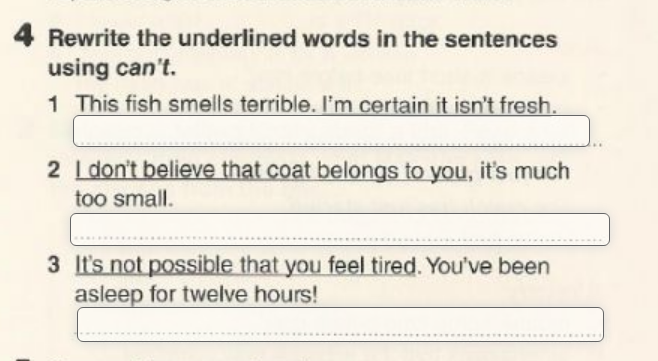 4 Rewrite the underlined words in the sentences
using can't.
1 This fish smells terrible. I'm certain it isn't fresh.
2 I don't believe that coat belongs to you, it's much
too small.
3 It's not possible that you feel tired. You've been
asleep for twelve hours!